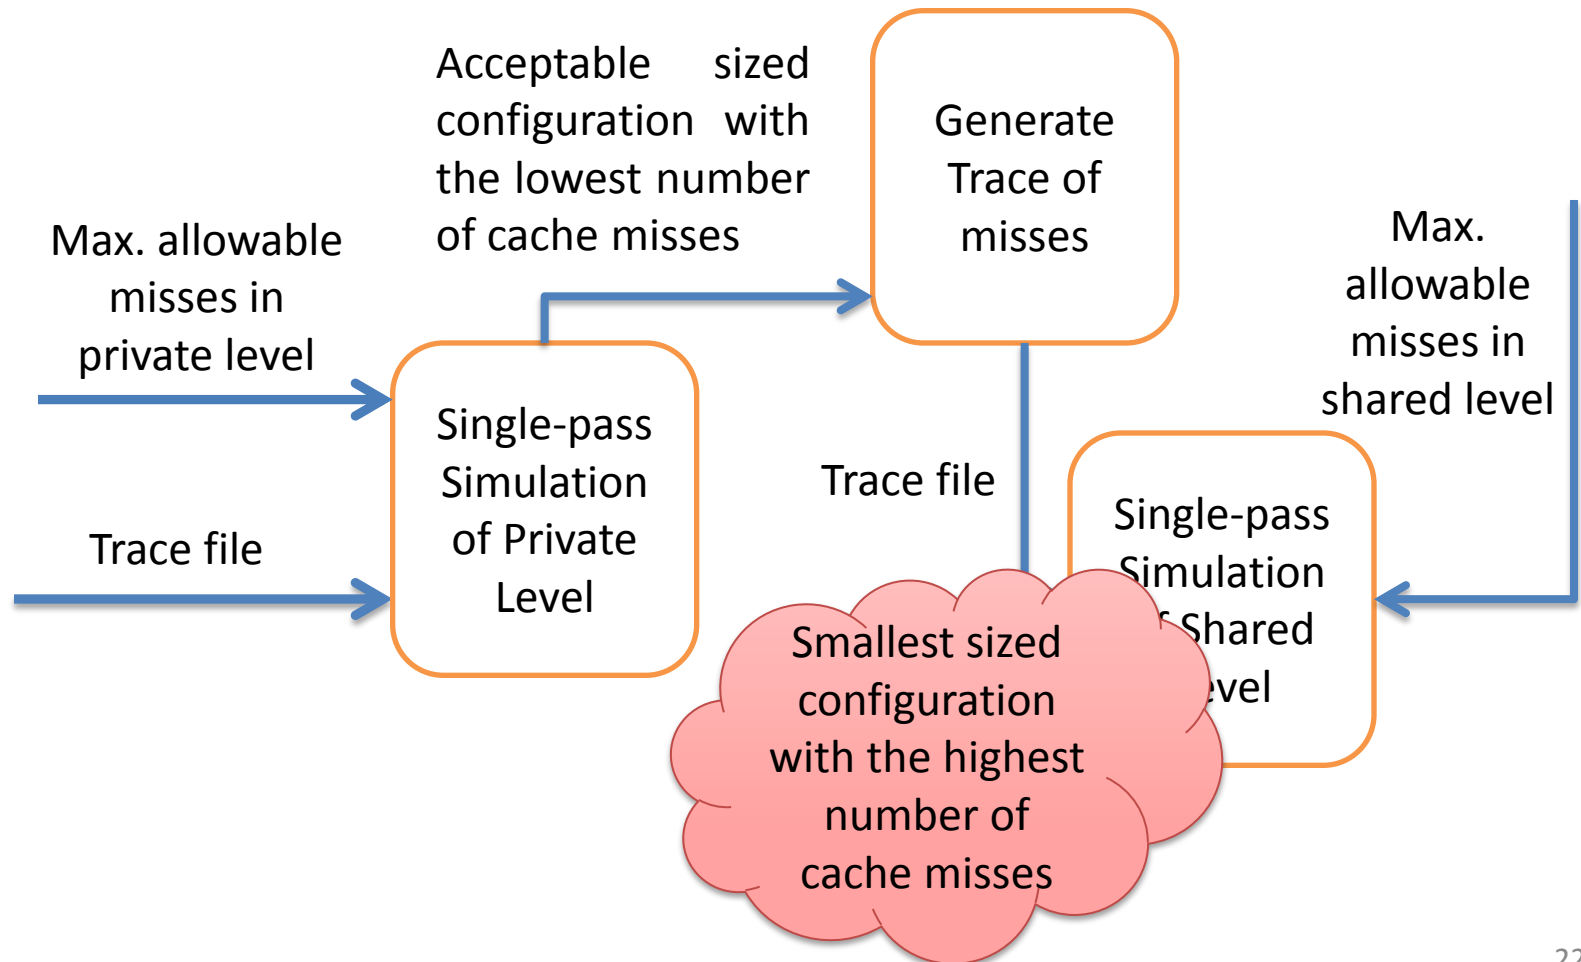 Acceptable sized
configuration with
the lowest number
of cache misses
Generate
Trace of
misses
Max. allowable
misses in
private level
Max.
allowable
misses in
shared level
Single-pass
Simulation
of Private
Level
Trace file
Trace file
Single-pass
Simulation
Shared
Smallest sized
configuration
with the highest
number of
cache misses
22